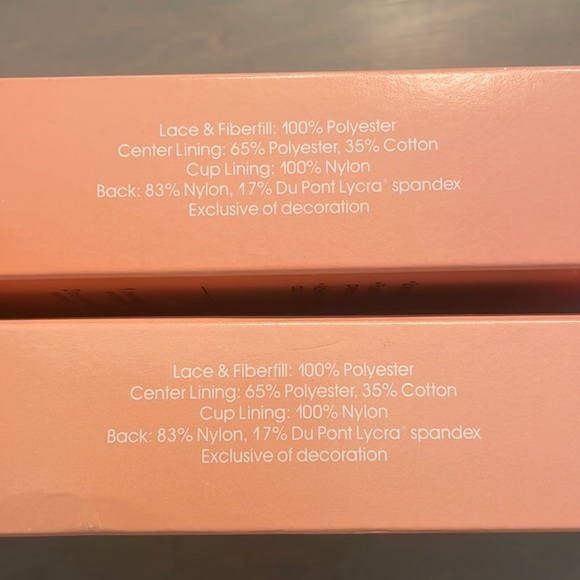 Lace & Fiberfill: 100% Polyester
Center Lining: 65% Polyester, 35% Cotton
Cup Lining: 100% Nylon
Back: 83% Nylon, 17% Du Pont Lycra® spandex
Exclusive of decoration
Lace & Fiberfill: 100% Polyester
Center Lining: 65% Polyester, 35% Cotton
Cup Lining: 100% Nylon
Back: 83% Nylon, 17% Du Pont Lycra® spandex
Exclusive of decoration